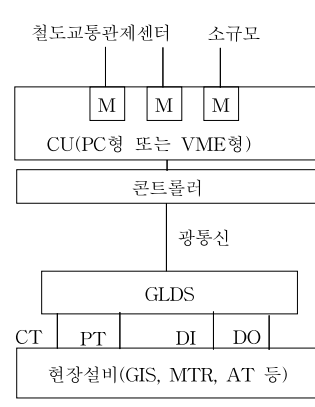 철도교통관제센터 소규모
M M M
CU(PC형 또는 VME형)
콘트롤러
광통신
GLDS
CT PT DI DO
현장설비(GIS, MTR, AT 등)